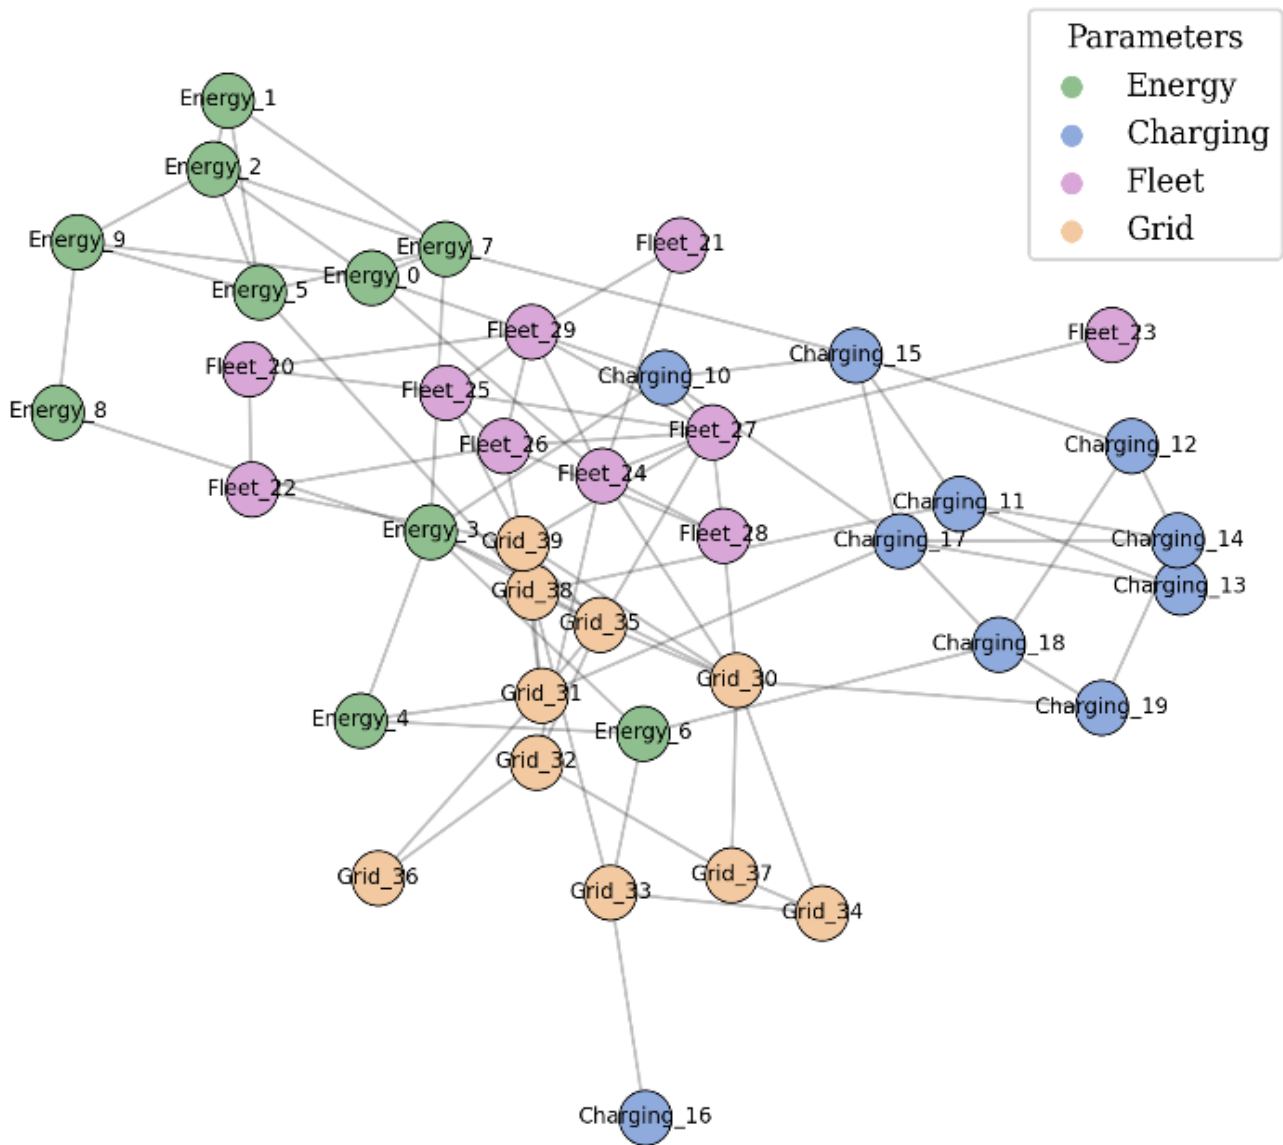 Parameters
Energy
Charging
Fleet
Grid
Energy_1
Energy_2
Energy_9
Energy_7
Fleet_21
Energy_0
Energy_5
Fleet_29
Fleet_23
Charging_15
Fleet_20
Charging_10
Fleet_25
Energy_8
Fleet_27
Fleet_26
Charging_12
Fleet_24
Fleet_22
Charging_11
Energy_3
Grid_39
Fleet_28
Charging_17
Charging_14
Charging_13
Grid_38
Grid_35
Charging_18
Grid_30
Grid_31
Charging_19
Energy_4
Energy_6
Grid_32
Grid_36
Grid_37
Grid_33
Grid_34
Charging_16